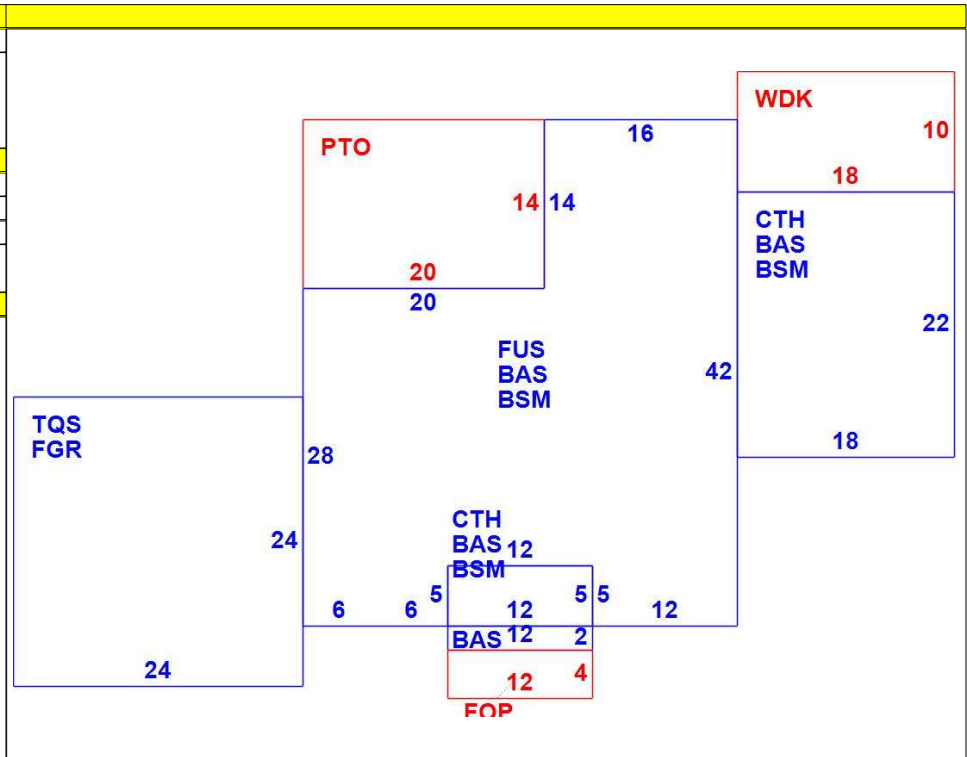 WDK
10
16
PTO
18
14 14
CTH
BAS
BSM
20
20
22
FUS
BAS
BSM
42
TQS
FGR
18
28
24
CTH
BAS 12
BSM
5 5 5
6 6 12 12
BAS 12 2
24
12 4
FOP